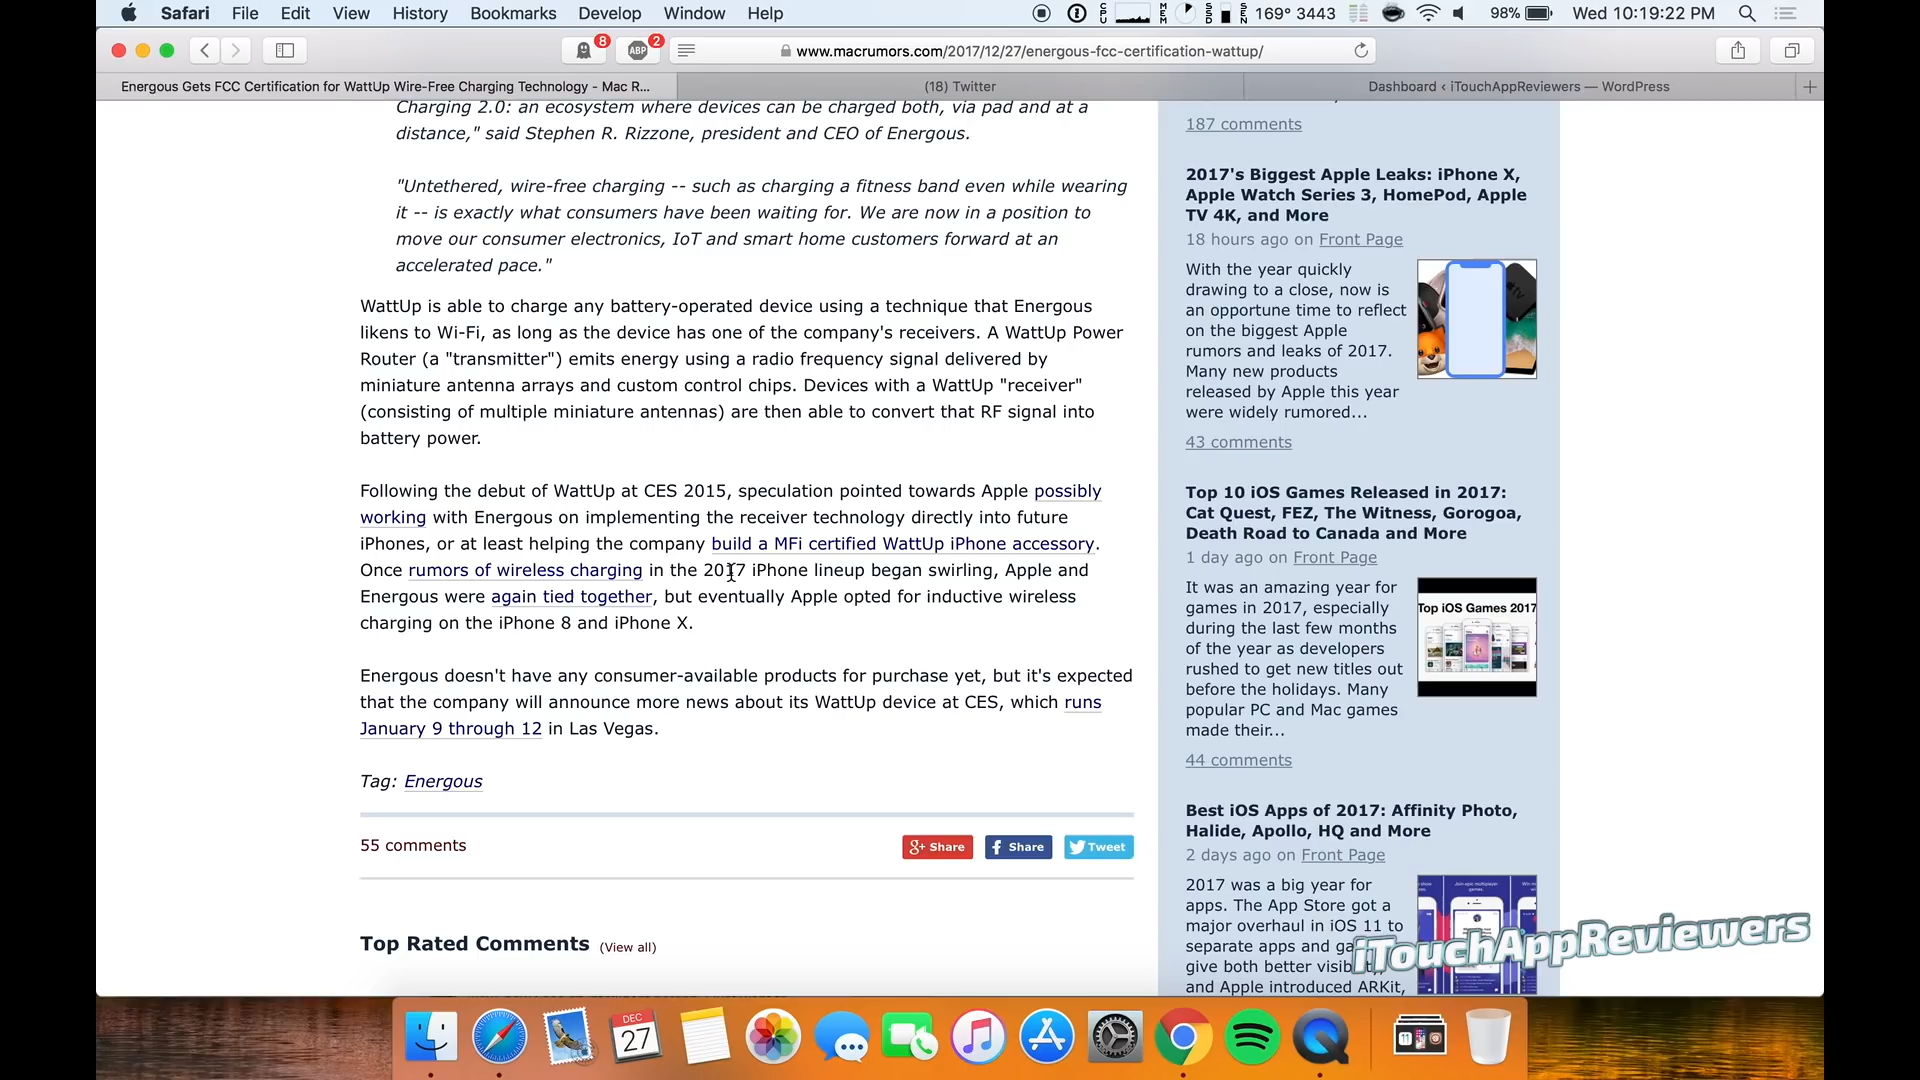 Safari File Edit View History Bookmarks Develop Window Help
CPU MEM SSD SEN 169° 3443 98% Wed 10:19:22 PM
8 ABP 2 www.macrumors.com/2017/12/27/energous-fcc-certification-wattup/
Energous Gets FCC Certification for WattUp Wire-Free Charging Technology - Mac R... (18) Twitter Dashboard ‹ iTouchAppReviewers — WordPress
Charging 2.0: an ecosystem where devices can be charged both, via pad and at a
distance," said Stephen R. Rizzone, president and CEO of Energous.
"Untethered, wire-free charging -- such as charging a fitness band even while wearing
it -- is exactly what consumers have been waiting for. We are now in a position to
move our consumer electronics, IoT and smart home customers forward at an
accelerated pace."
WattUp is able to charge any battery-operated device using a technique that Energous
likens to Wi-Fi, as long as the device has one of the company's receivers. A WattUp Power
Router (a "transmitter") emits energy using a radio frequency signal delivered by
miniature antenna arrays and custom control chips. Devices with a WattUp "receiver"
(consisting of multiple miniature antennas) are then able to convert that RF signal into
battery power.
Following the debut of WattUp at CES 2015, speculation pointed towards Apple possibly
working with Energous on implementing the receiver technology directly into future
iPhones, or at least helping the company build a MFi certified WattUp iPhone accessory.
Once rumors of wireless charging in the 2017 iPhone lineup began swirling, Apple and
Energous were again tied together, but eventually Apple opted for inductive wireless
charging on the iPhone 8 and iPhone X.
Energous doesn't have any consumer-available products for purchase yet, but it's expected
that the company will announce more news about its WattUp device at CES, which runs
January 9 through 12 in Las Vegas.
Tag: Energous
55 comments
g+ Share f Share Tweet
Top Rated Comments (View all)
187 comments
2017's Biggest Apple Leaks: iPhone X,
Apple Watch Series 3, HomePod, Apple
TV 4K, and More
18 hours ago on Front Page
With the year quickly
drawing to a close, now is
an opportune time to reflect
on the biggest Apple
rumors and leaks of 2017.
Many new products
released by Apple this year
were widely rumored...
43 comments
Top 10 iOS Games Released in 2017:
Cat Quest, FEZ, The Witness, Gorogoa,
Death Road to Canada and More
1 day ago on Front Page
It was an amazing year for
games in 2017, especially
during the last few months
of the year as developers
rushed to get new titles out
before the holidays. Many
popular PC and Mac games
made their...
Top iOS Games 2017
44 comments
Best iOS Apps of 2017: Affinity Photo,
Halide, Apollo, HQ and More
2 days ago on Front Page
2017 was a big year for
apps. The App Store got a
major overhaul in iOS 11 to
separate apps and ga
give both better visib
and Apple introduced ARKit,
iTouchAppReviewers
DEC
27